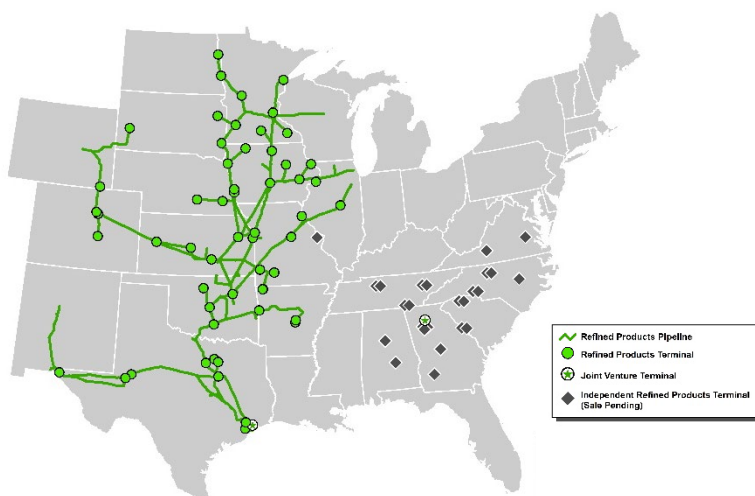 Refined Products Pipeline
Refined Products Terminal
Joint Venture Terminal
Independent Refined Products Terminal
(Sale Pending)